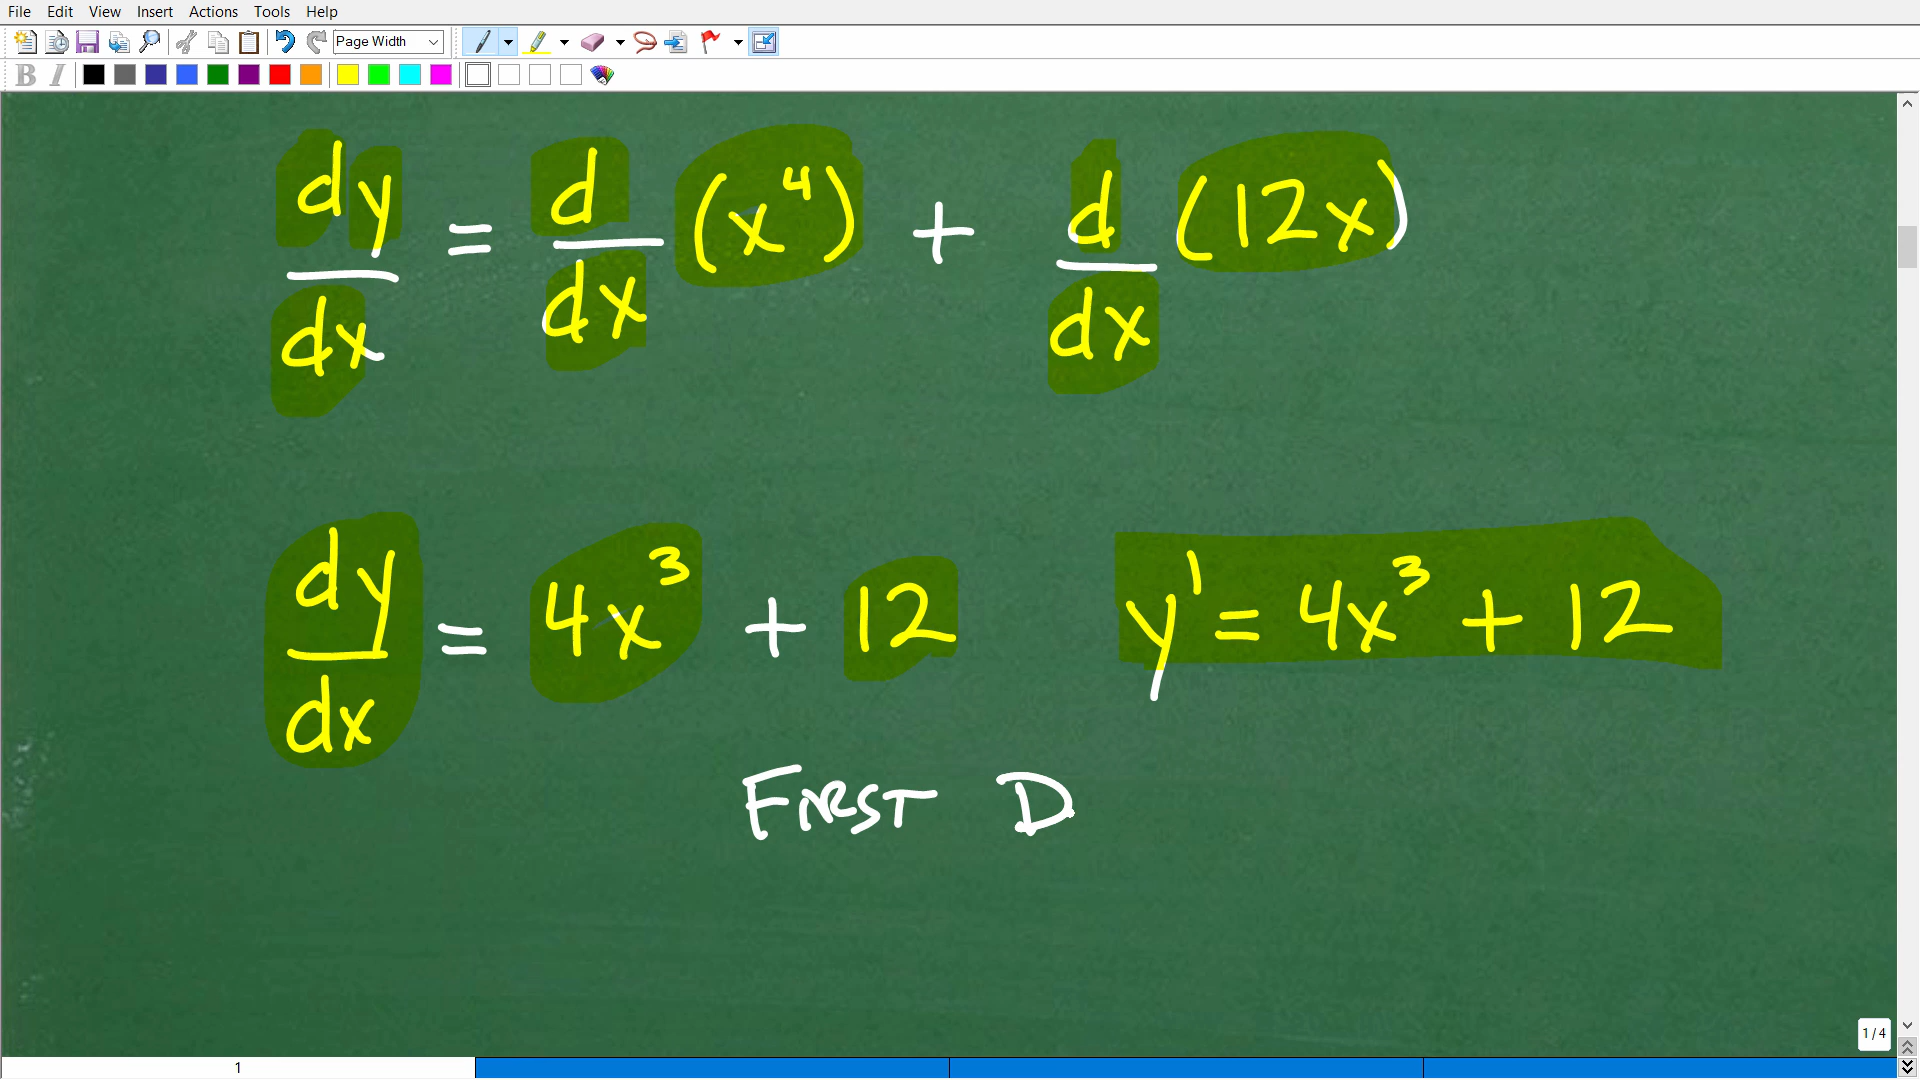 File Edit View Insert Actions Tools Help
Page Width
B I
dy/dx = d/dx (x⁴) + d/dx (12x)
dy/dx = 4x³ + 12    y' = 4x³ + 12
FIRST D
1 / 4
1